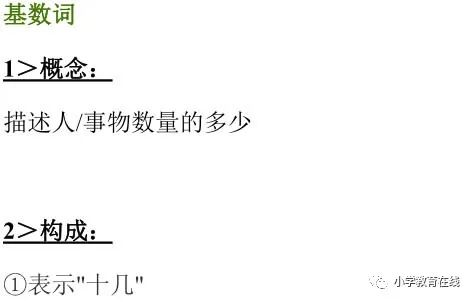 基数词
1＞概念：
描述人/事物数量的多少
2＞构成：
①表示"十几"
小学教育在线